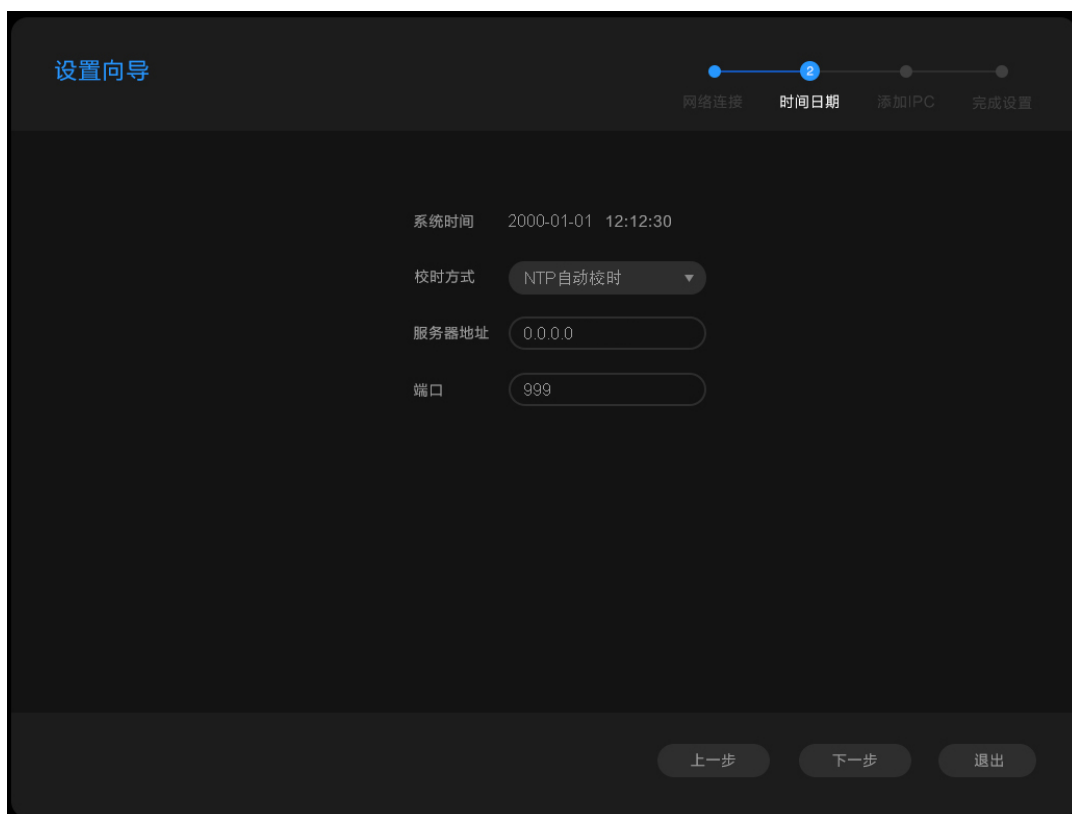 设置向导
2
网络连接 时间日期 添加IPC 完成设置
系统时间 2000-01-01 12:12:30
校时方式 NTP自动校时
服务器地址 0.0.0.0
端口 999
上一步 下一步 退出